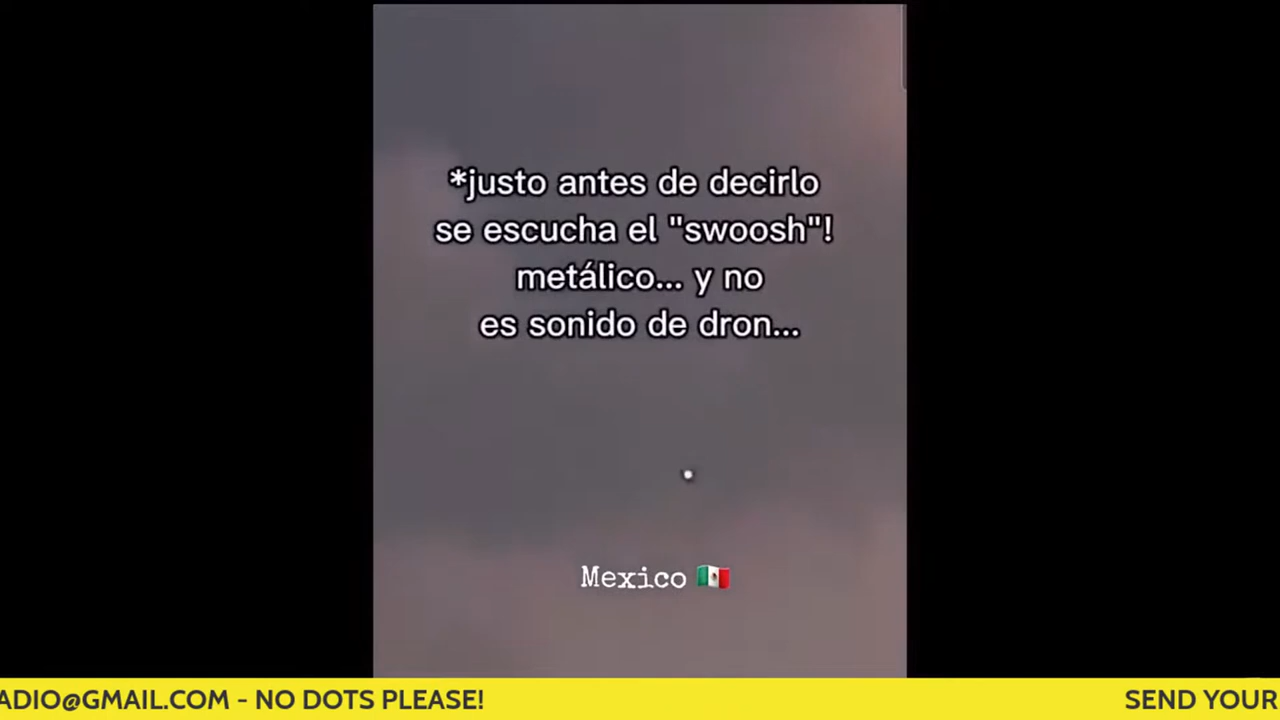 *justo antes de decirlo
se escucha el "swoosh"!
metálico... y no
es sonido de dron...
Mexico 🇲🇽
ADIO@GMAIL.COM - NO DOTS PLEASE!
SEND YOUR